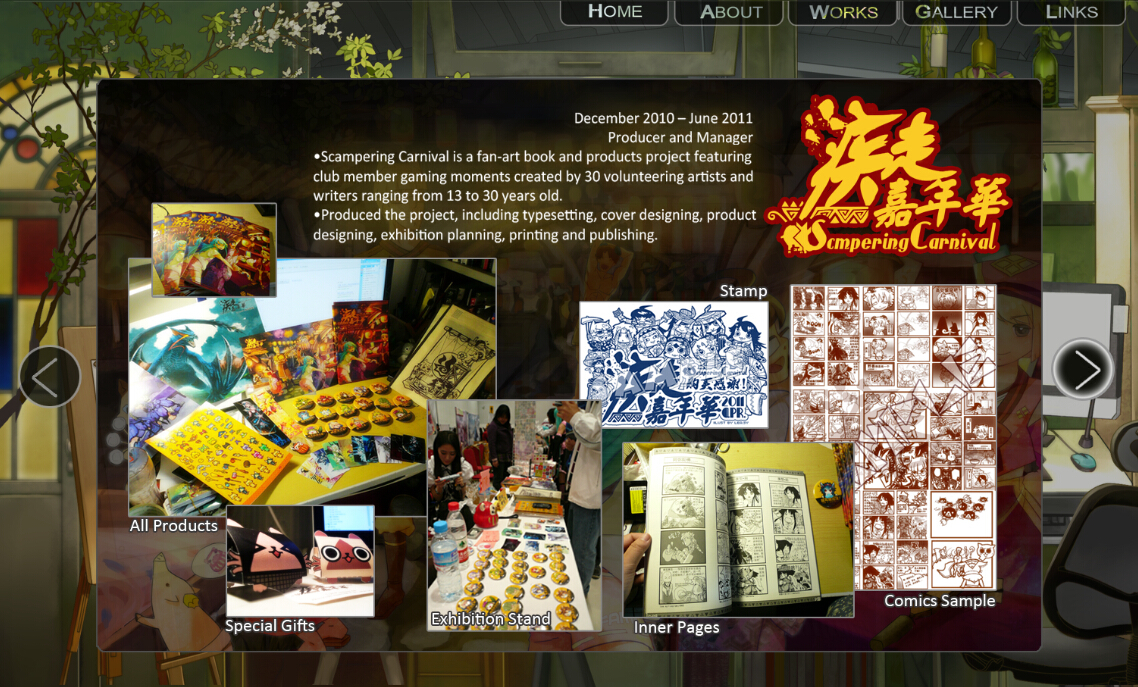 HOME
ABOUT
WORKS
GALLERY
LINKS
December 2010 – June 2011
Producer and Manager
•Scampering Carnival is a fan-art book and products project featuring
club member gaming moments created by 30 volunteering artists and
writers ranging from 13 to 30 years old.
•Produced the project, including typesetting, cover designing, product
designing, exhibition planning, printing and publishing.
疾走
嘉年華
Scampering Carnival
Stamp
疾走
嘉年華
2011
All Products
Special Gifts
Exhibition Stand
Inner Pages
Comics Sample